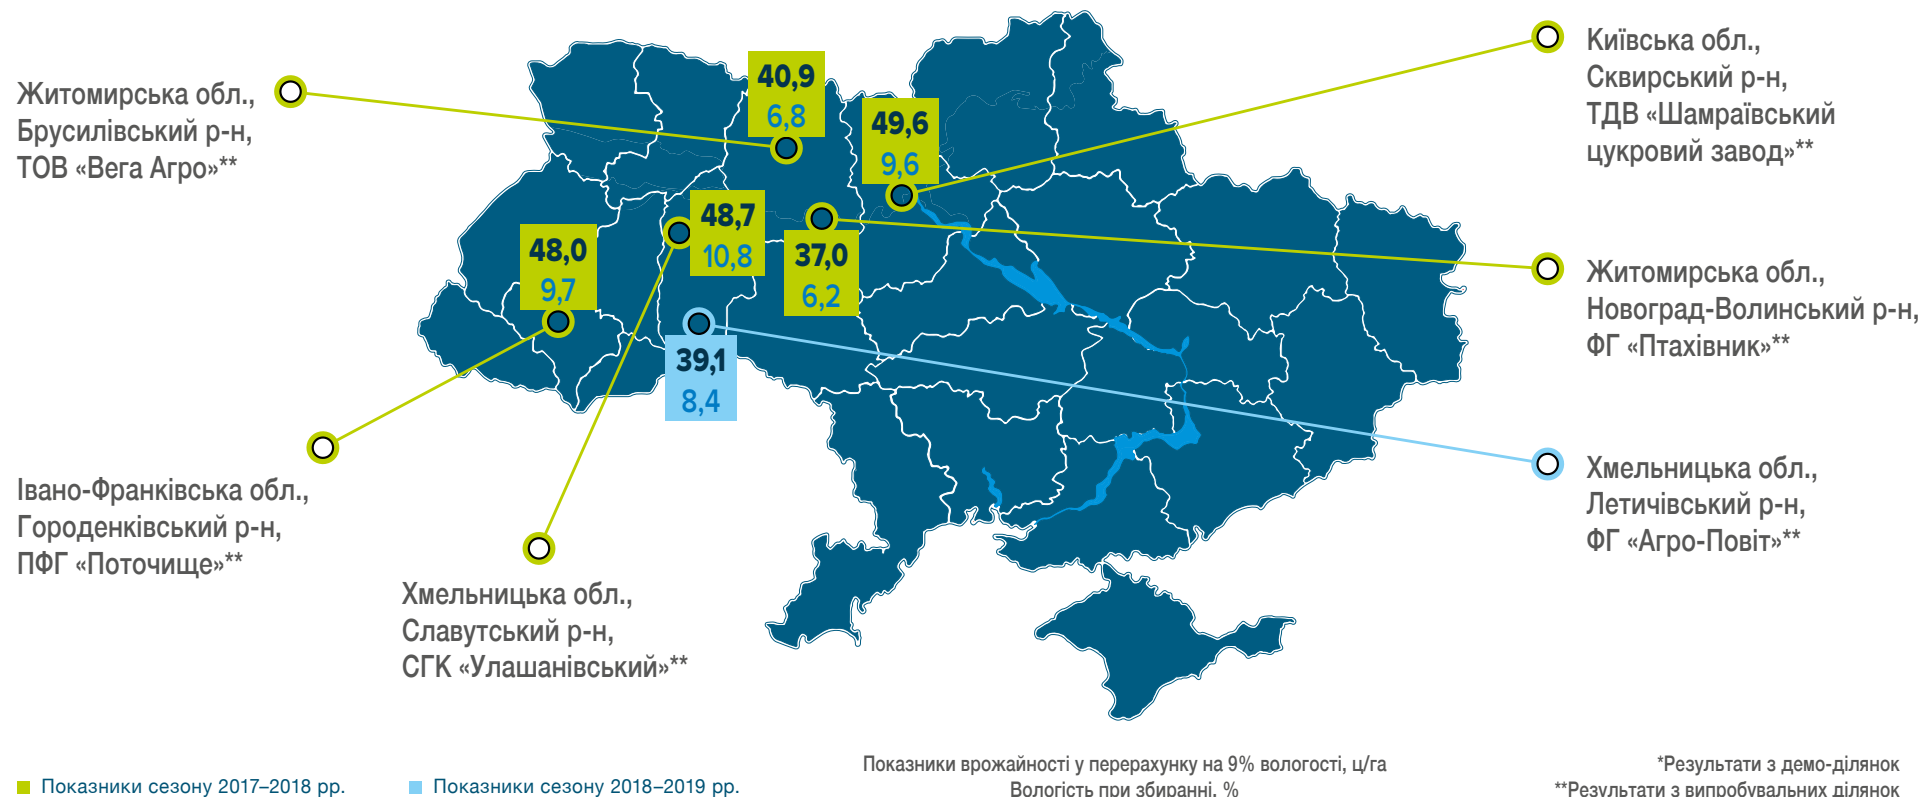 Житомирська обл.,
Брусилівський р-н,
ТОВ «Вега Агро»**
40,9
6,8
49,6
9,6
48,7
10,8
37,0
6,2
48,0
9,7
39,1
8,4
Київська обл.,
Сквирський р-н,
ТДВ «Шамраївський
цукровий завод»**
Житомирська обл.,
Новоград-Волинський р-н,
ФГ «Птахівник»**
Хмельницька обл.,
Летичівський р-н,
ФГ «Агро-Повіт»**
Івано-Франківська обл.,
Городенківський р-н,
ПФГ «Поточище»**
Хмельницька обл.,
Славутський р-н,
СГК «Улашанівський»**
Показники сезону 2017–2018 рр.
Показники сезону 2018–2019 рр.
Показники врожайності у перерахунку на 9% вологості, ц/га
Вологість при збиранні, %
*Результати з демо-ділянок
**Результати з випробувальних ділянок